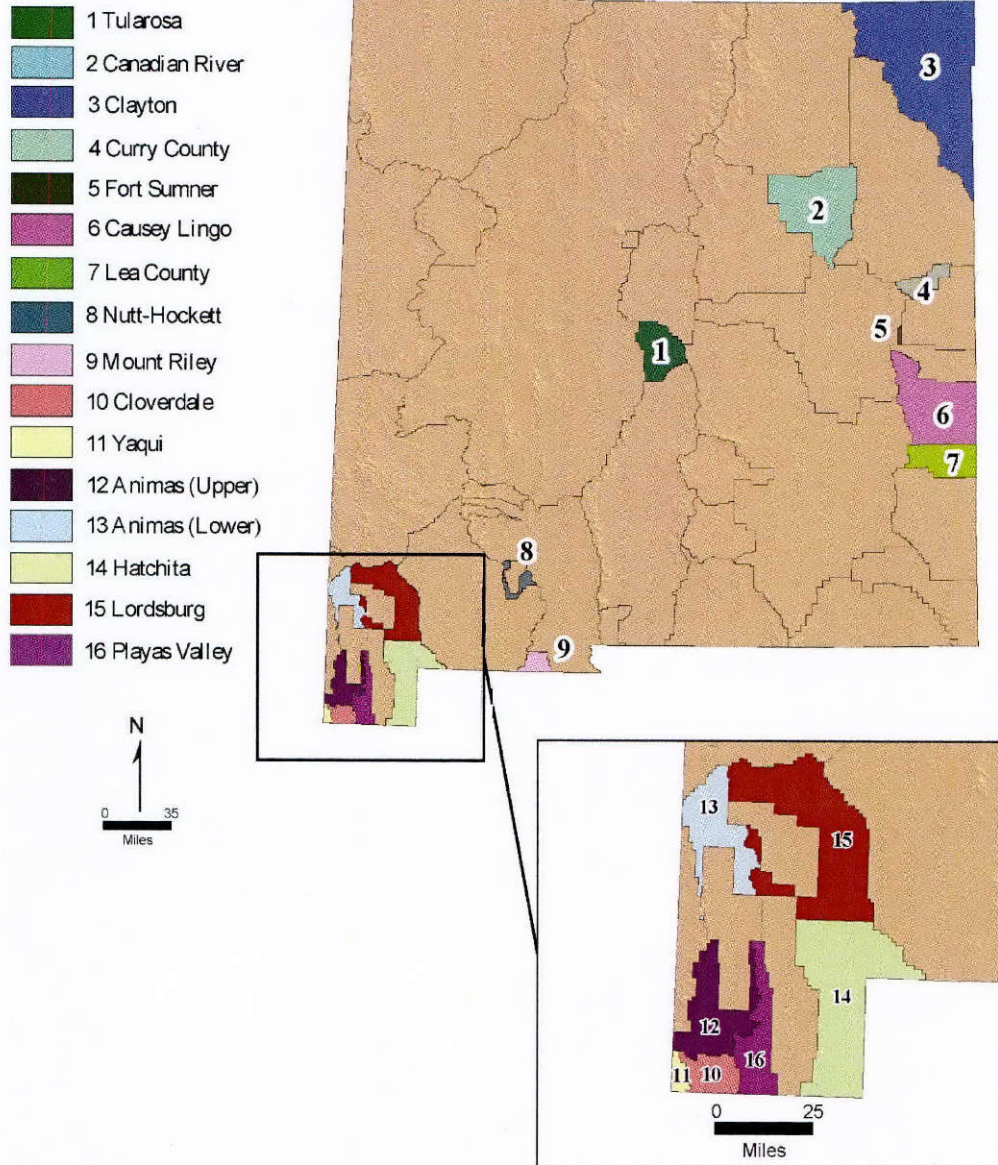 1 Tularosa
2 Canadian River
3 Clayton
4 Curry County
5 Fort Sumner
6 Causey Lingo
7 Lea County
8 Nutt-Hockett
9 Mount Riley
10 Cloverdale
11 Yaqui
12 Animas (Upper)
13 Animas (Lower)
14 Hatchita
15 Lordsburg
16 Playas Valley
3
2
4
5
1
6
7
8
9
N
0 35
Miles
13
15
14
12
16
11 10
0 25
Miles